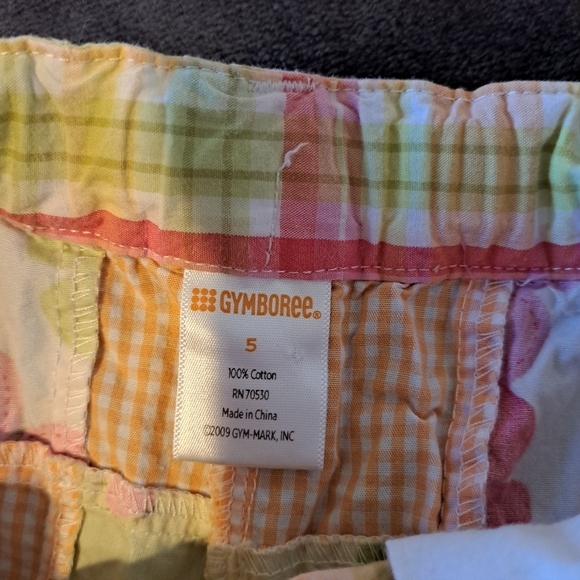 GYMBOREE®
5
100% Cotton
RN 70530
Made in China
©2009 GYM-MARK, INC